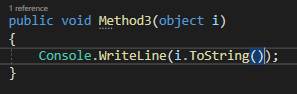 1 reference
public void Method3(object i)
{
Console.WriteLine(i.ToString());
}